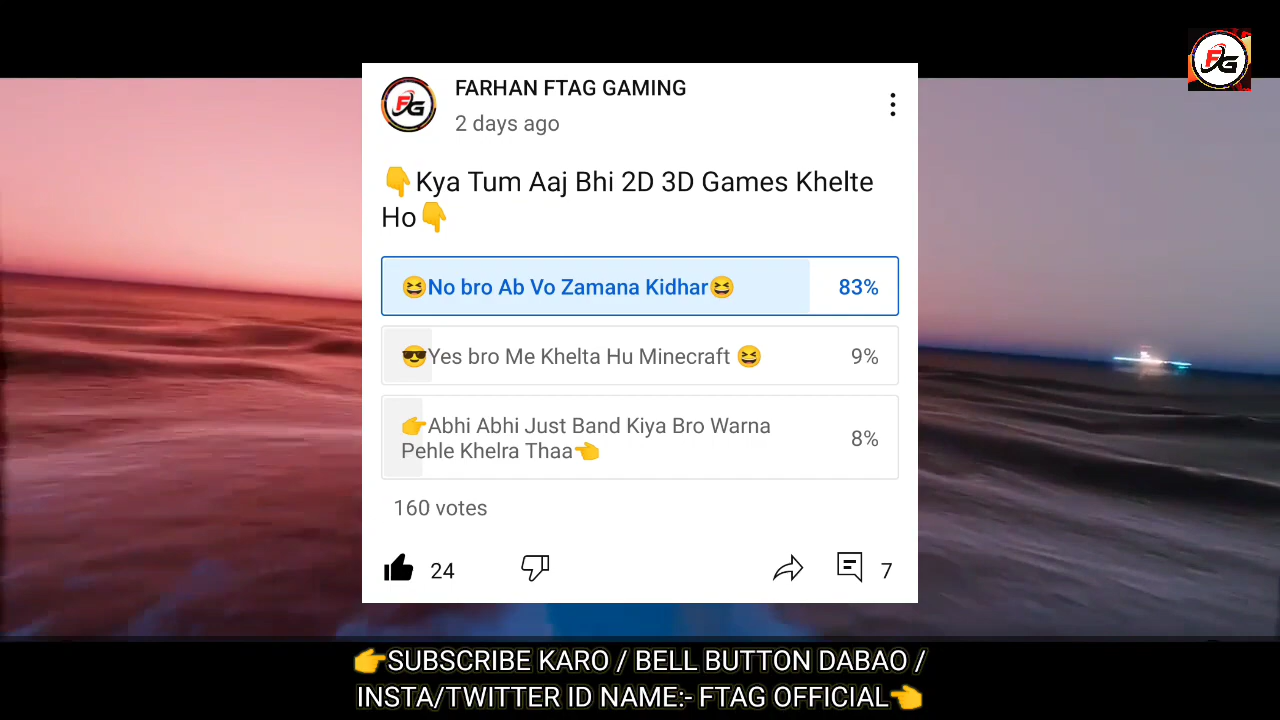 FG
FARHAN FTAG GAMING
2 days ago
👇Kya Tum Aaj Bhi 2D 3D Games Khelte
Ho👇
😆No bro Ab Vo Zamana Kidhar😆 83%
😎Yes bro Me Khelta Hu Minecraft 😆 9%
👉Abhi Abhi Just Band Kiya Bro Warna
Pehle Khelra Thaa👈 8%
160 votes
24 7
👉SUBSCRIBE KARO / BELL BUTTON DABAO /
INSTA/TWITTER ID NAME:- FTAG OFFICIAL👈